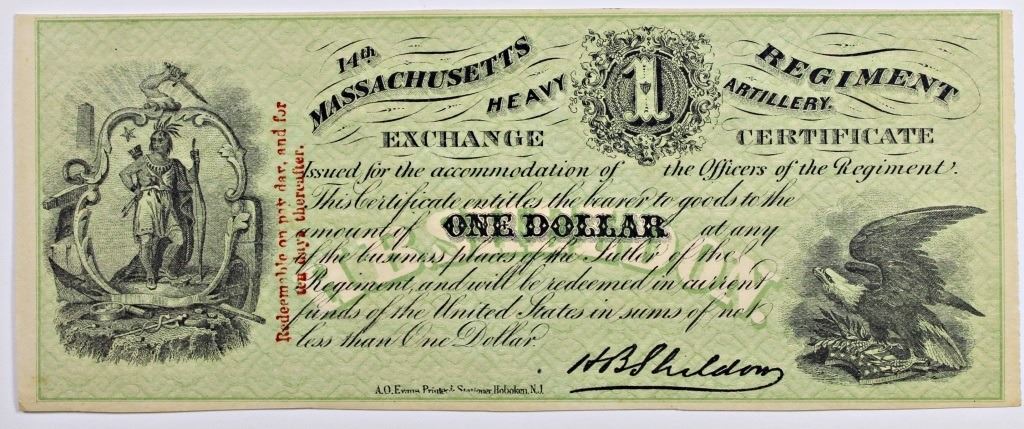 14th
MASSACHUSETTS REGIMENT
HEAVY 1 ARTILLERY.
EXCHANGE CERTIFICATE
Issued for the accommodation of the Officers of the Regiment.
This Certificate entitles the bearer to goods to the
amount of ONE DOLLAR at any
of the business places of the Sutler of the
Regiment, and will be redeemed in current
funds of the United States in sums of not
less than One Dollar.
H.B. SHELDON.
Redeemable on pay day, and for
ten days thereafter.
HBSheldon
A.O. Evans Printer & Stationer Hoboken, N.J.